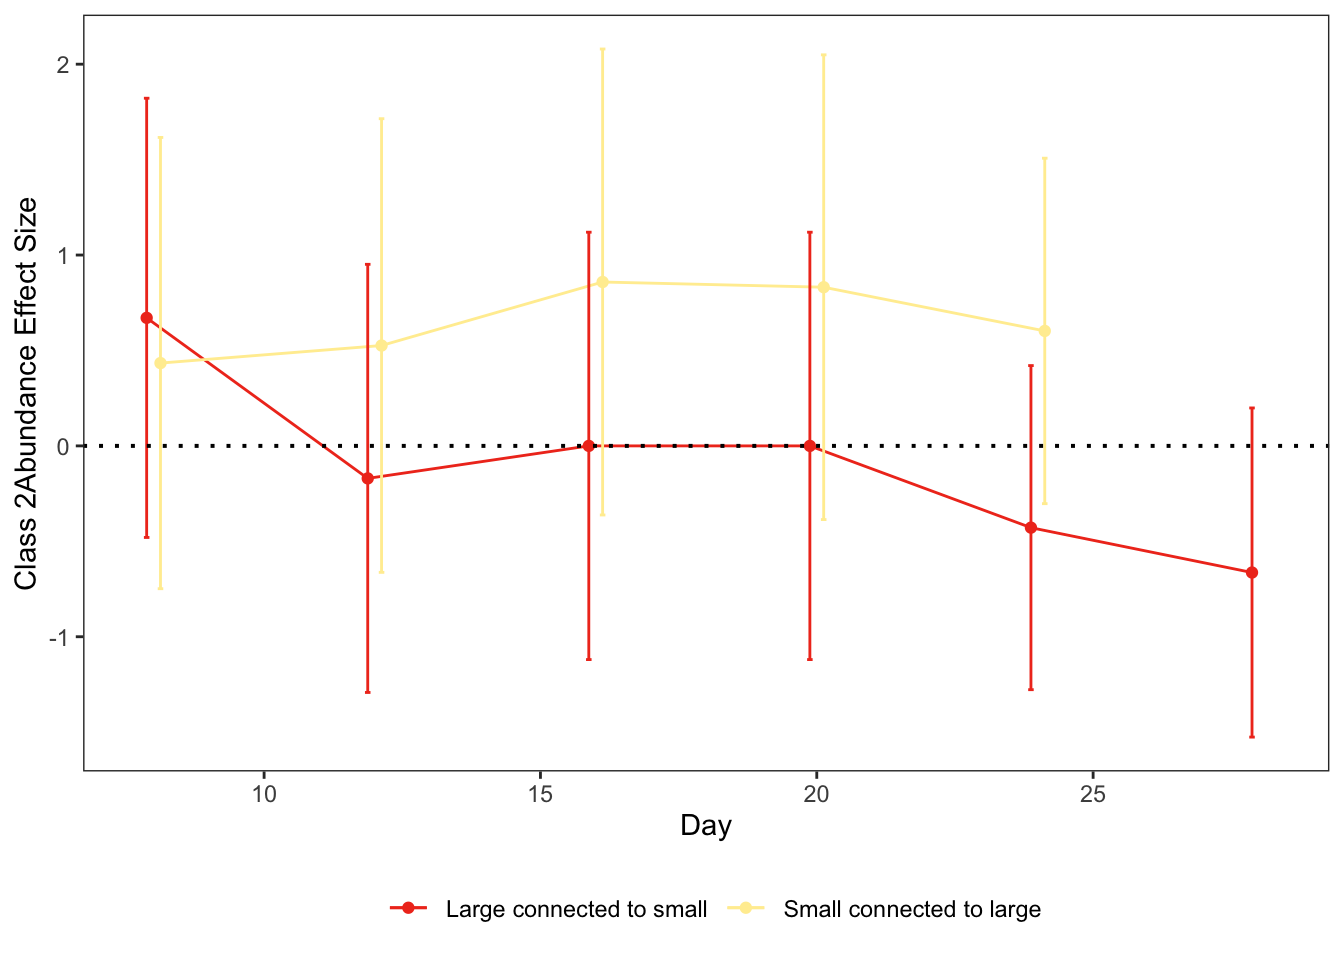 Class 2Abundance Effect Size
2
1
0
-1
10 15 20 25
Day
Large connected to small Small connected to large